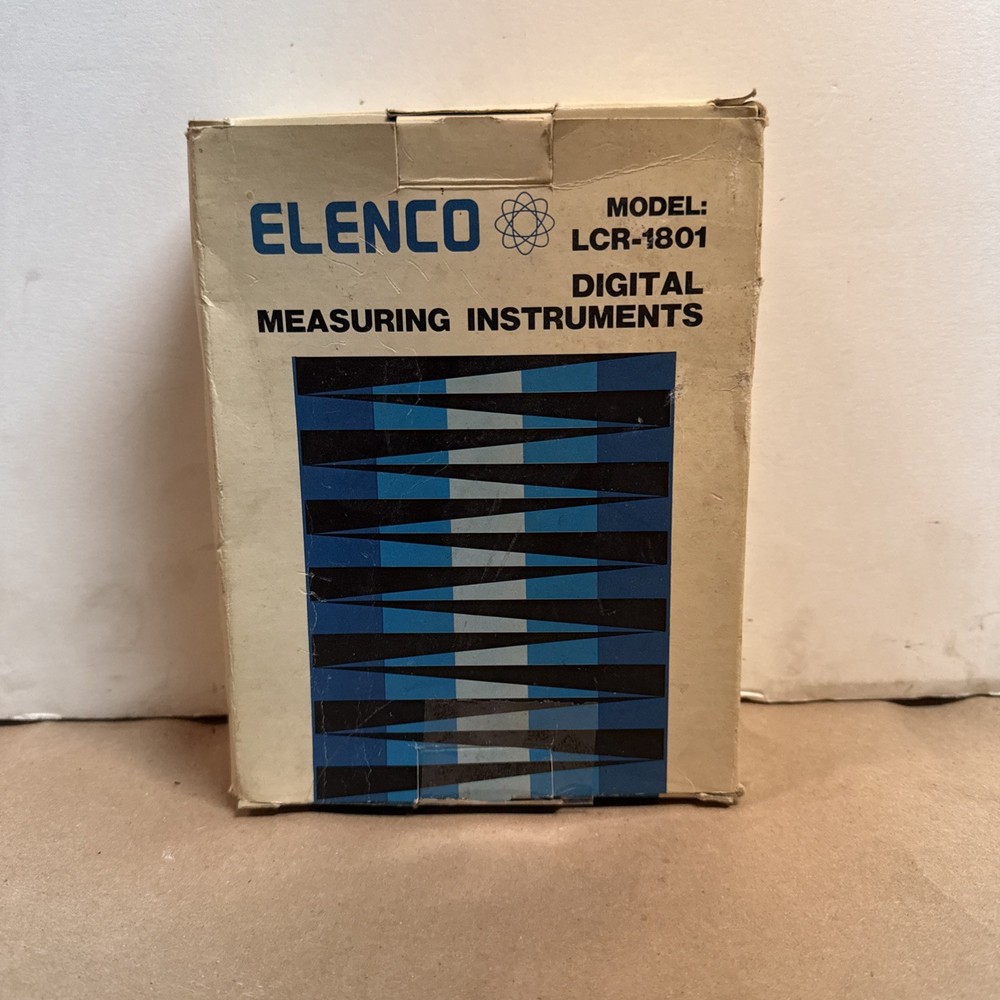 ELENCO
MODEL:
LCR-1801
DIGITAL
MEASURING INSTRUMENTS